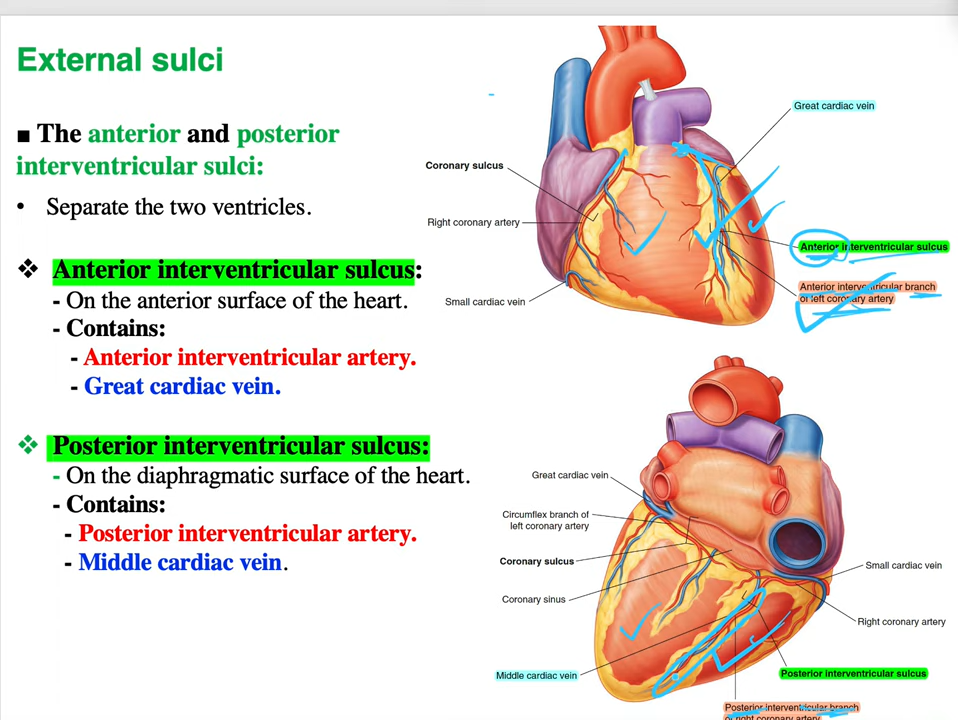 External sulci
■ The anterior and posterior
interventricular sulci:
• Separate the two ventricles.
❖ Anterior interventricular sulcus:
- On the anterior surface of the heart.
- Contains:
- Anterior interventricular artery.
- Great cardiac vein.
❖ Posterior interventricular sulcus:
- On the diaphragmatic surface of the heart.
- Contains:
- Posterior interventricular artery.
- Middle cardiac vein.
Great cardiac vein
Coronary sulcus
Right coronary artery
Anterior interventricular sulcus
Anterior interventricular branch
of left coronary artery
Small cardiac vein
Great cardiac vein
Circumflex branch of
left coronary artery
Coronary sulcus
Small cardiac vein
Coronary sinus
Right coronary artery
Middle cardiac vein
Posterior interventricular sulcus
Posterior interventricular branch
of right coronary artery